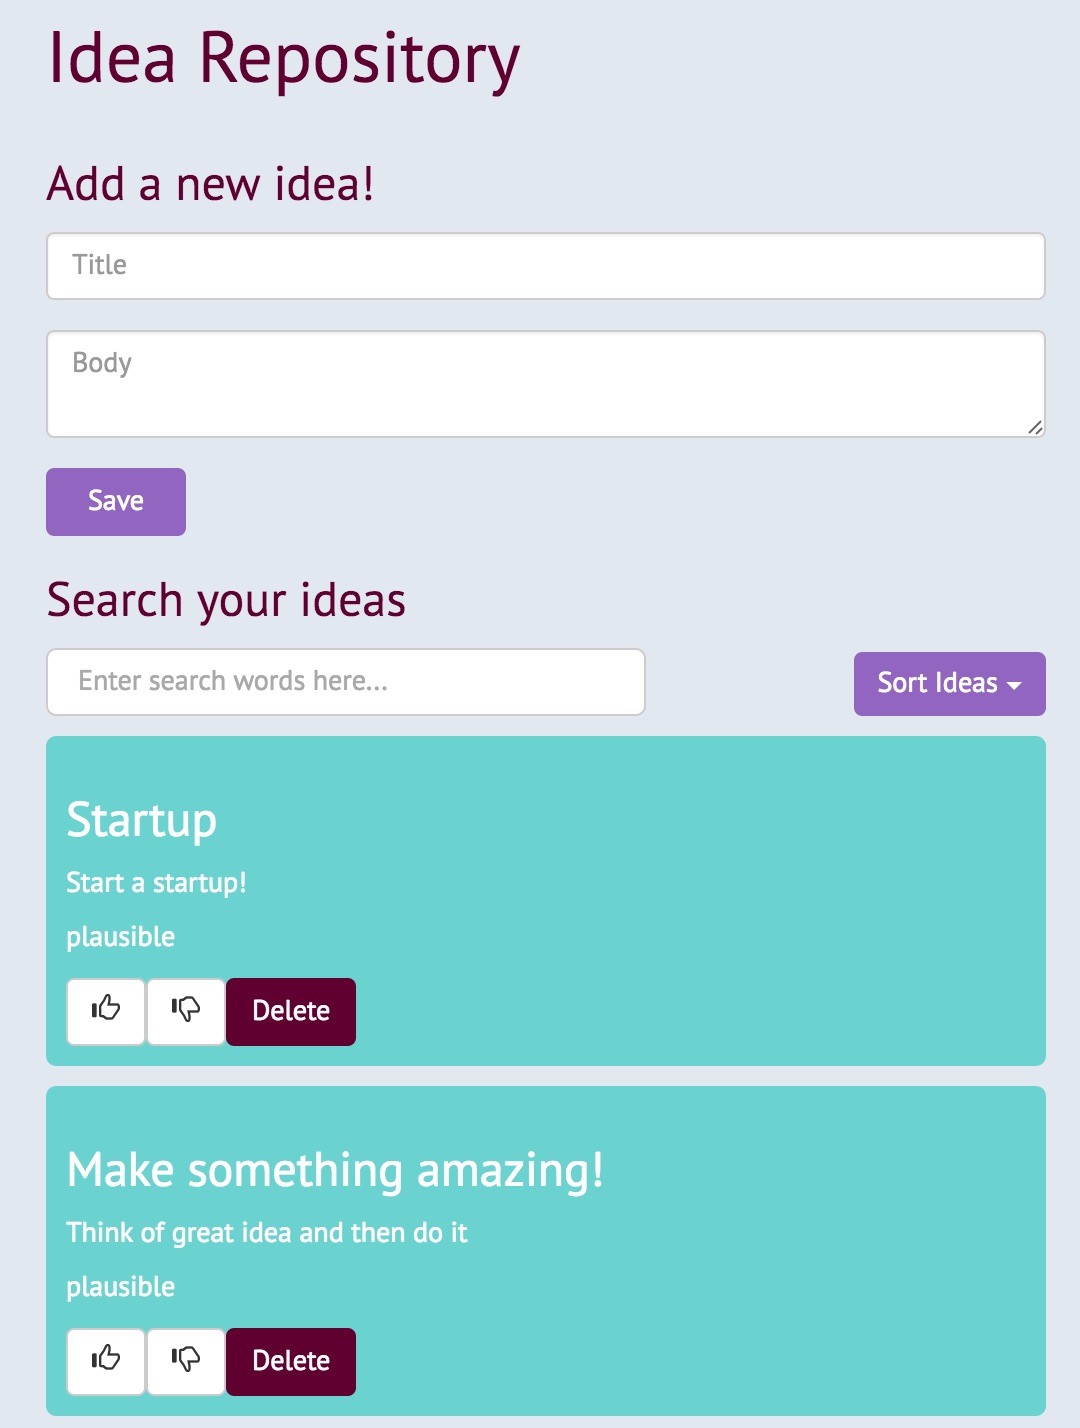 Idea Repository
Add a new idea!
Title
Body
Save
Search your ideas
Enter search words here...
Sort Ideas
Startup
Start a startup!
plausible
Delete
Make something amazing!
Think of great idea and then do it
plausible
Delete